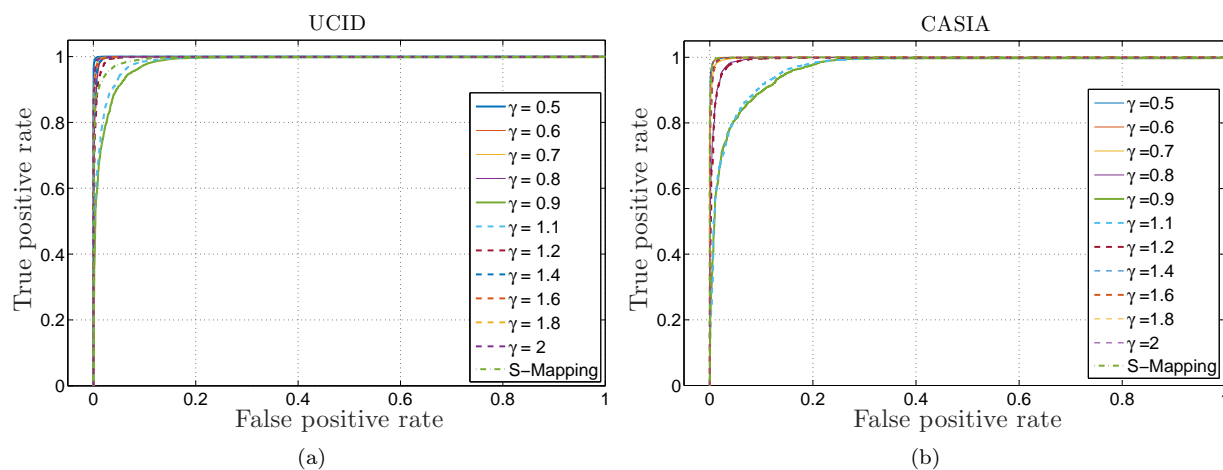 UCID
True positive rate
1
0.8
0.6
0.4
0.2
0
γ = 0.5
γ = 0.6
γ = 0.7
γ = 0.8
γ = 0.9
γ = 1.1
γ = 1.2
γ = 1.4
γ = 1.6
γ = 1.8
γ = 2
S−Mapping
0 0.2 0.4 0.6 0.8 1
False positive rate
(a)
CASIA
True positive rate
1
0.8
0.6
0.4
0.2
0
γ=0.5
γ=0.6
γ=0.7
γ=0.8
γ=0.9
γ=1.1
γ=1.2
γ=1.4
γ=1.6
γ=1.8
γ=2
S−Mapping
0 0.2 0.4 0.6 0.8 1
False positive rate
(b)